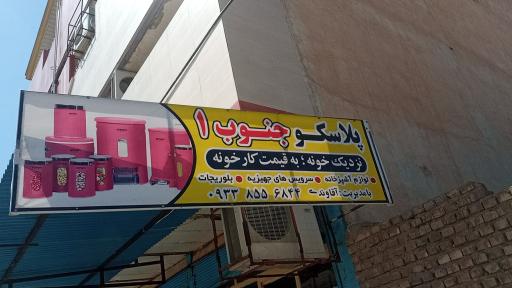 پلاسکو جنوب ۱
نزدیک خونه ؛ به قیمت کارخونه
لوازم آشپزخانه • سرویس های جهیزیه • بلوریجات
با مدیریت: آقاوندی ۰۹۳۳ ۸۵۵ ۶۸۴۴